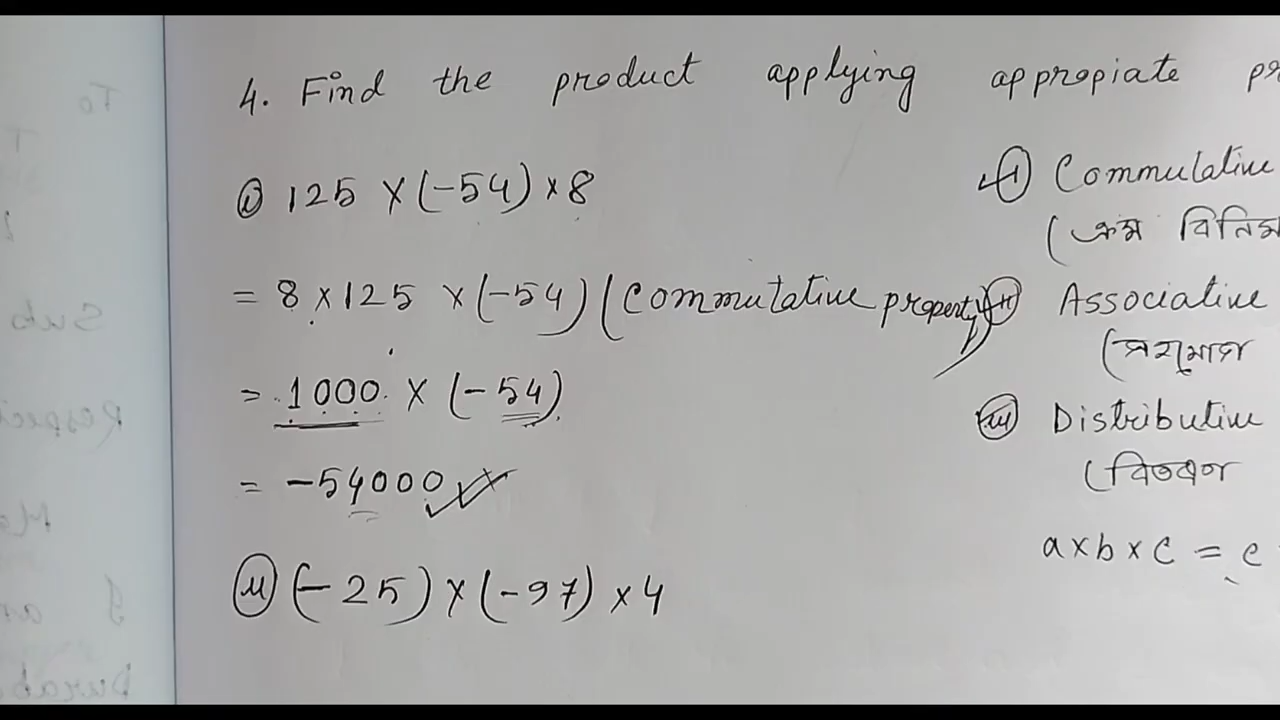 4. Find the product applying appropiate
(i) 125 × (-54) × 8
= 8 × 125 × (-54) (Commutative property)
= 1000 × (-54)
= -54000
(ii) (-25) × (-97) × 4
(i) Commulative
(ক্রম বিনিম
(ii) Associative
(iii) Distributive
(বিতরণ
a×b×c = c